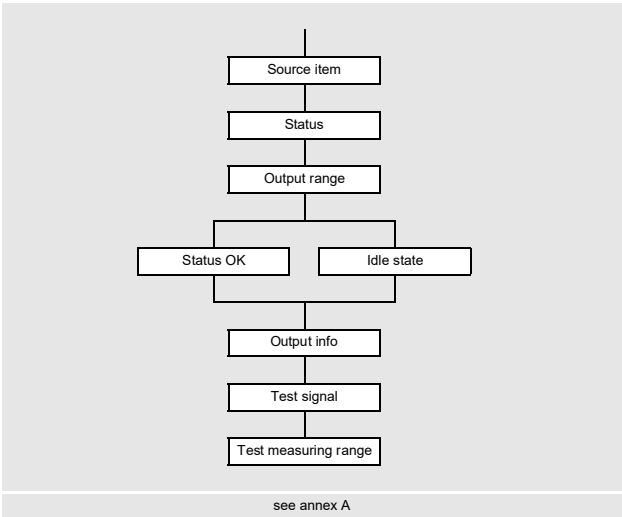 Source item
Status
Output range
Status OK
Idle state
Output info
Test signal
Test measuring range
see annex A